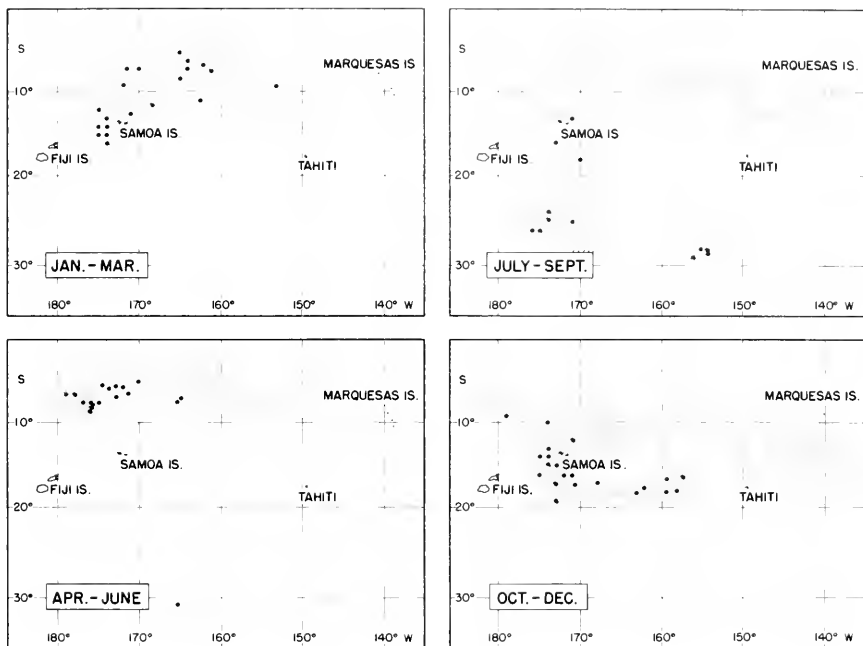 S
MARQUESAS IS.
10°
SAMOA IS
FIJI IS.
TAHITI
20°
30°
JAN.-MAR.
180° 170° 160° 150° 140° W
S
MARQUESAS IS.
10°
SAMOA IS.
FIJI IS.
TAHITI
20°
30°
JULY-SEPT.
180° 170° 160° 150° 140° W
S
MARQUESAS IS.
10°
SAMOA IS.
FIJI IS.
TAHITI
20°
30°
APR.-JUNE
180° 170° 160° 150° 140° W
S
MARQUESAS IS.
10°
SAMOA IS.
FIJI IS.
TAHITI
20°
30°
OCT.-DEC.
180° 170° 160° 150° 140° W